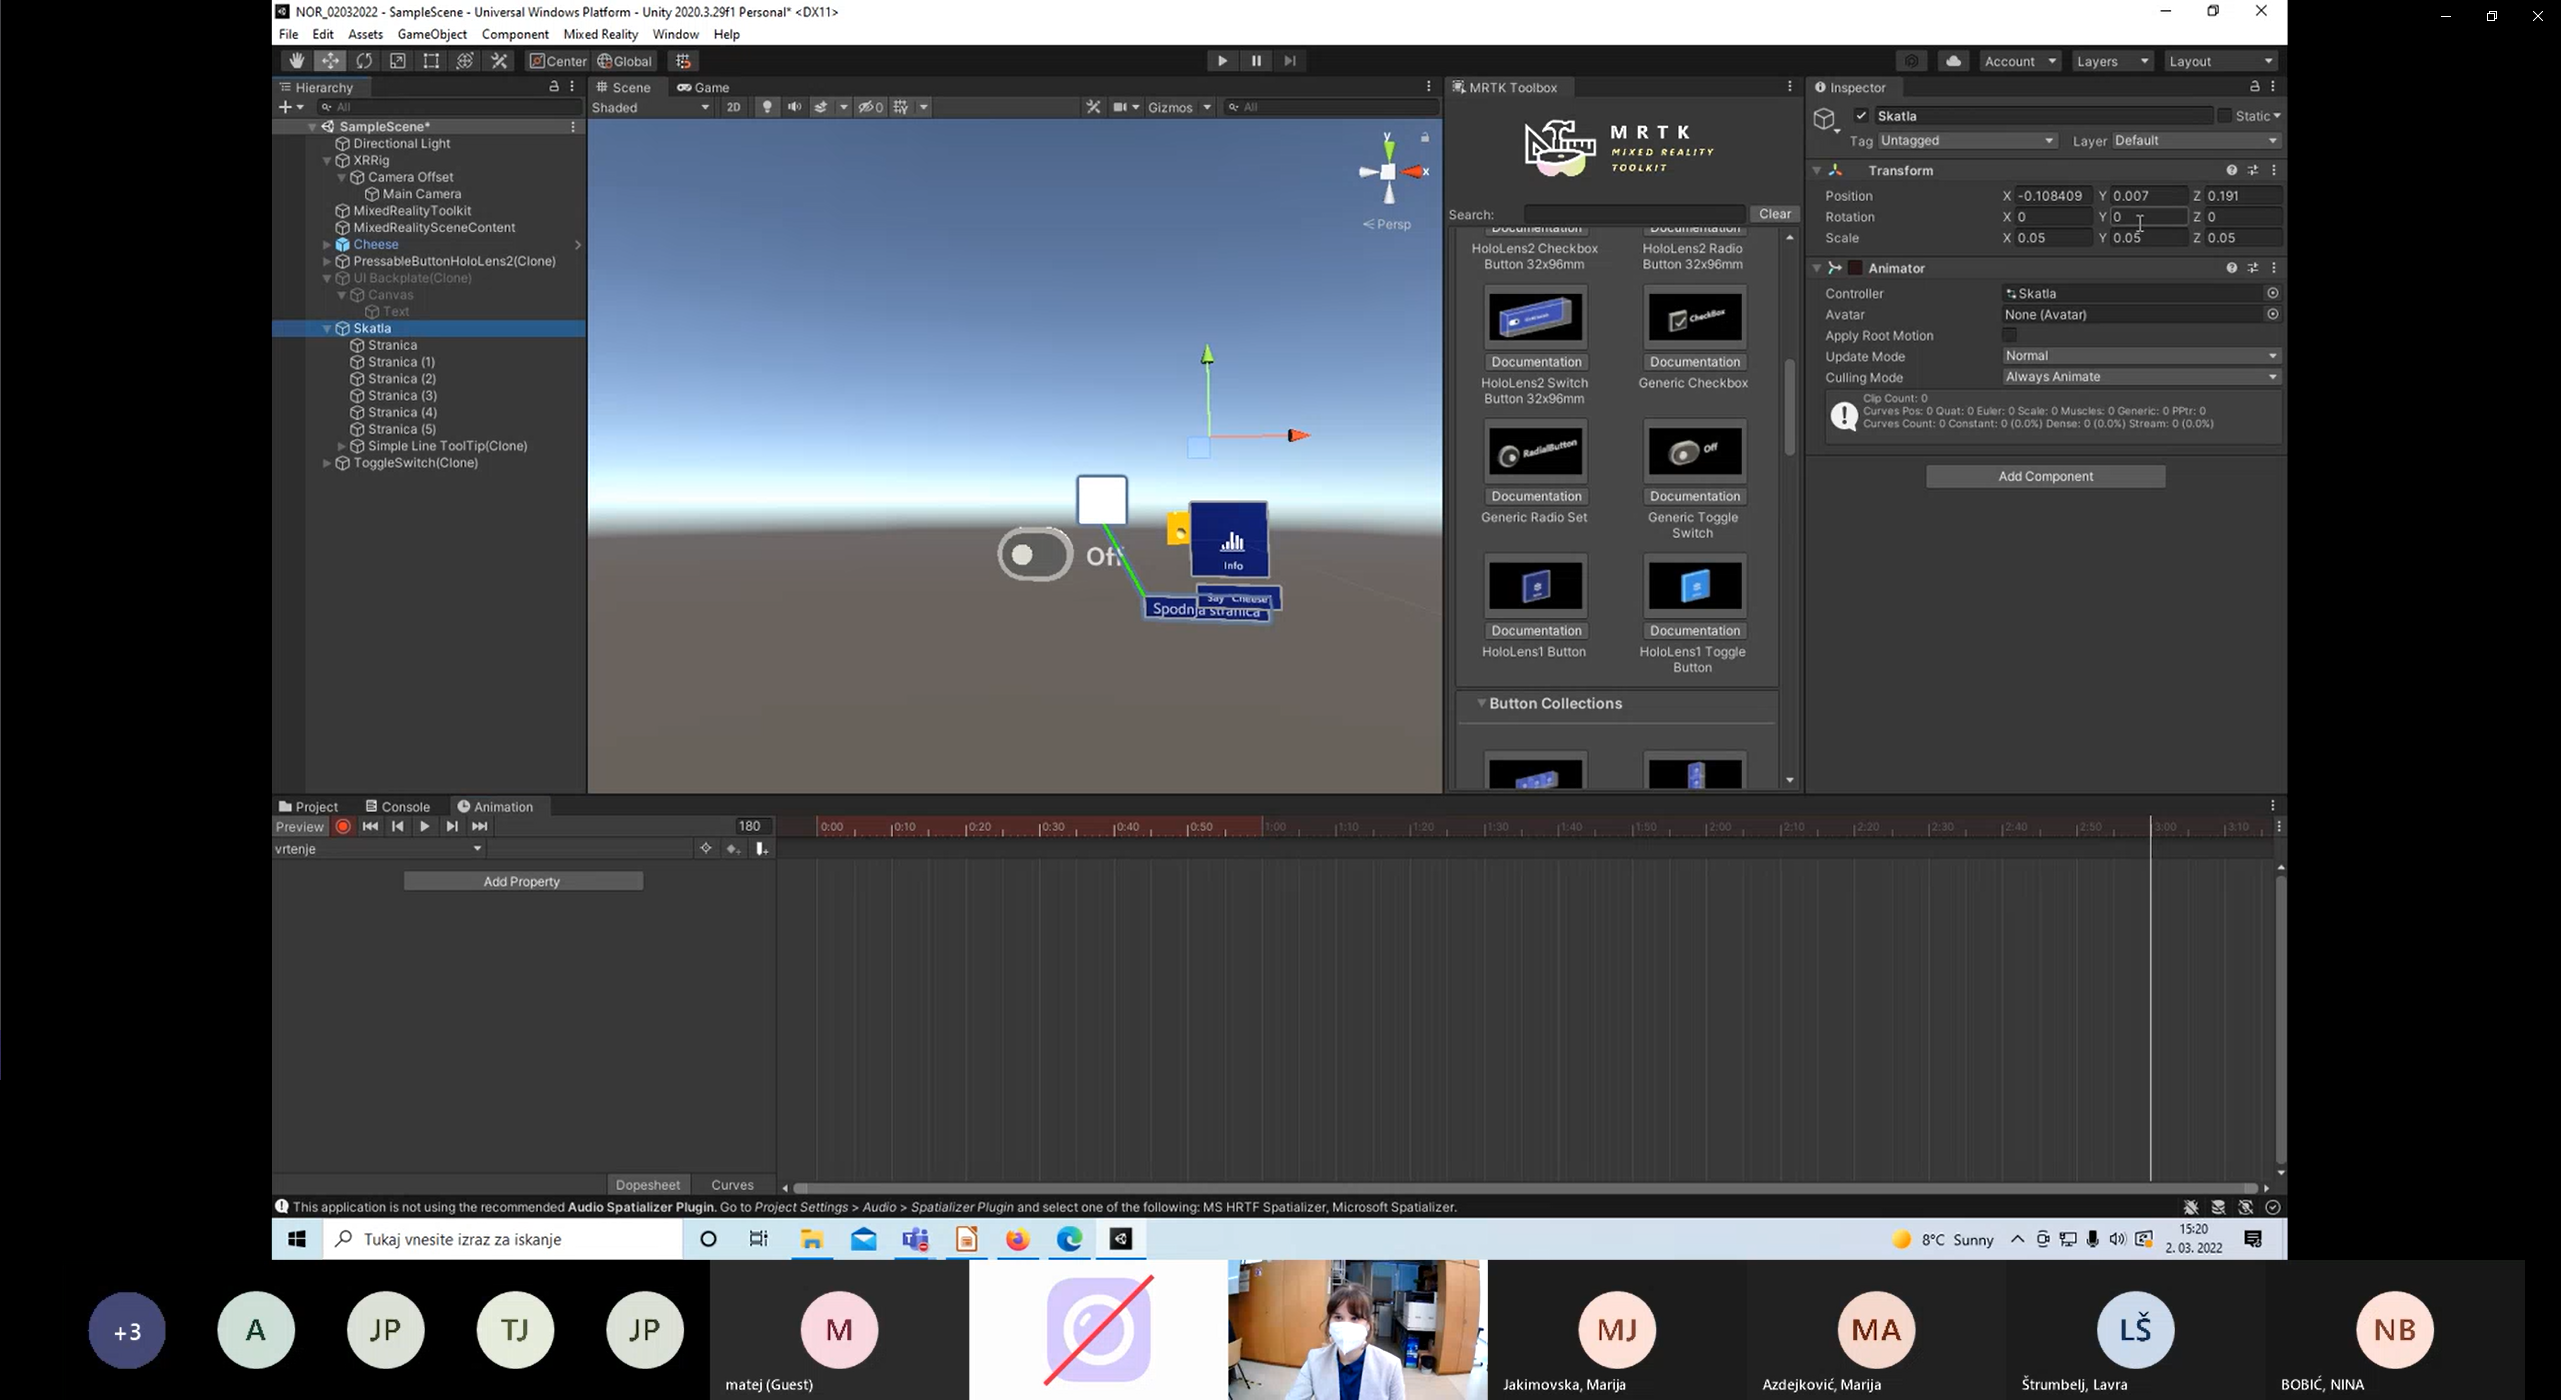 NOR_02032022 - SampleScene - Universal Windows Platform - Unity 2020.3.29f1 Personal* <DX11>
File Edit Assets GameObject Component Mixed Reality Window Help
Center Global Account Layers Layout
Hierarchy
All
SampleScene*
Directional Light
XRRig
Camera Offset
Main Camera
MixedRealityToolkit
MixedRealitySceneContent
Cheese
PressableButtonHoloLens2(Clone)
UI Backplate(Clone)
Canvas
Text
Skatla
Stranica
Stranica (1)
Stranica (2)
Stranica (3)
Stranica (4)
Stranica (5)
Simple Line ToolTip(Clone)
ToggleSwitch(Clone)
Scene Game
Shaded 2D 0 Gizmos All
y
x
Persp
Off
Info
Say "Cheese"
Spodnja stranica
MRTK Toolbox
MRTK
MIXED REALITY
TOOLKIT
Search: Clear
Documentation Documentation
HoloLens2 Checkbox Button 32x96mm
HoloLens2 Radio Button 32x96mm
CheckBox
Documentation Documentation
HoloLens2 Switch Button 32x96mm
Generic Checkbox
RadialButton
Off
Documentation Documentation
Generic Radio Set
Generic Toggle Switch
Documentation Documentation
HoloLens1 Button
HoloLens1 Toggle Button
Button Collections
Inspector
Skatla Static
Tag Untagged Layer Default
Transform
Position X -0.108409 Y 0.007 Z 0.191
Rotation X 0 Y 0 Z 0
Scale X 0.05 Y 0.05 Z 0.05
Animator
Controller Skatla
Avatar None (Avatar)
Apply Root Motion
Update Mode Normal
Culling Mode Always Animate
Clip Count: 0
Curves Pos: 0 Quat: 0 Euler: 0 Scale: 0 Muscles: 0 Generic: 0 PPtr: 0
Curves Count: 0 Constant: 0 (0.0%) Dense: 0 (0.0%) Stream: 0 (0.0%)
Add Component
Project Console Animation
Preview 180 0:00 0:10 0:20 0:30 0:40 0:50 1:00 1:10 1:20 1:30 1:40 1:50 2:00 2:10 2:20 2:30 2:40 2:50 3:00 3:10
vrtenje
Add Property
Dopesheet Curves
This application is not using the recommended Audio Spatializer Plugin. Go to Project Settings > Audio > Spatializer Plugin and select one of the following: MS HRTF Spatializer, Microsoft Spatializer.
Tukaj vnesite izraz za iskanje
8°C Sunny
15:20
2. 03. 2022
+3 A JP TJ JP M MJ MA LŠ NB
matej (Guest) Jakimovska, Marija Azdejković, Marija Štrumbelj, Lavra BOBIĆ, NINA